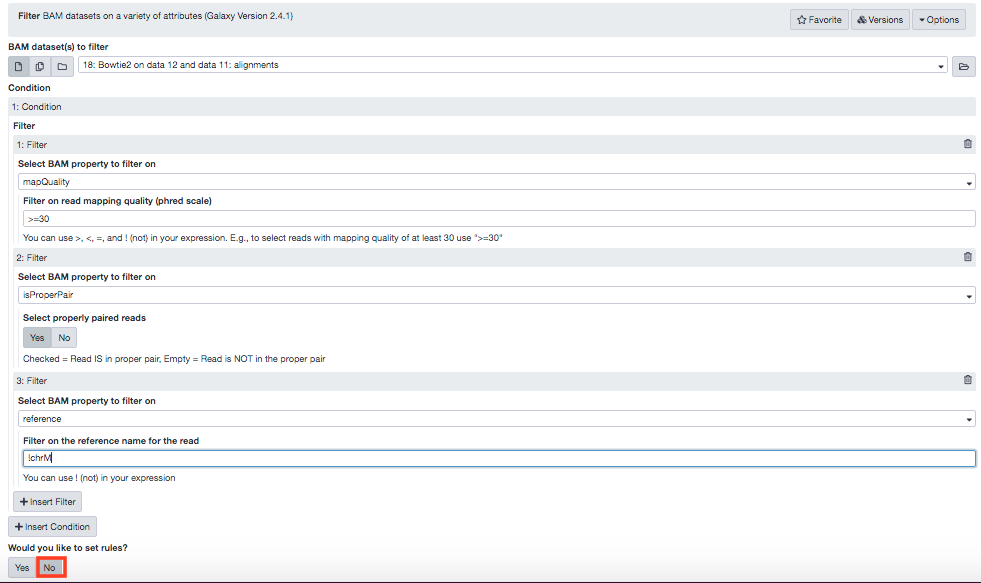 Filter BAM datasets on a variety of attributes (Galaxy Version 2.4.1)
Favorite
Versions
Options
BAM dataset(s) to filter
18: Bowtie2 on data 12 and data 11: alignments
Condition
1: Condition
Filter
1: Filter
Select BAM property to filter on
mapQuality
Filter on read mapping quality (phred scale)
>=30
You can use >, <, =, and ! (not) in your expression. E.g., to select reads with mapping quality of at least 30 use ">=30"
2: Filter
Select BAM property to filter on
isProperPair
Select properly paired reads
Yes No
Checked = Read IS in proper pair, Empty = Read is NOT in the proper pair
3: Filter
Select BAM property to filter on
reference
Filter on the reference name for the read
!chrM
You can use ! (not) in your expression
+ Insert Filter
+ Insert Condition
Would you like to set rules?
Yes No